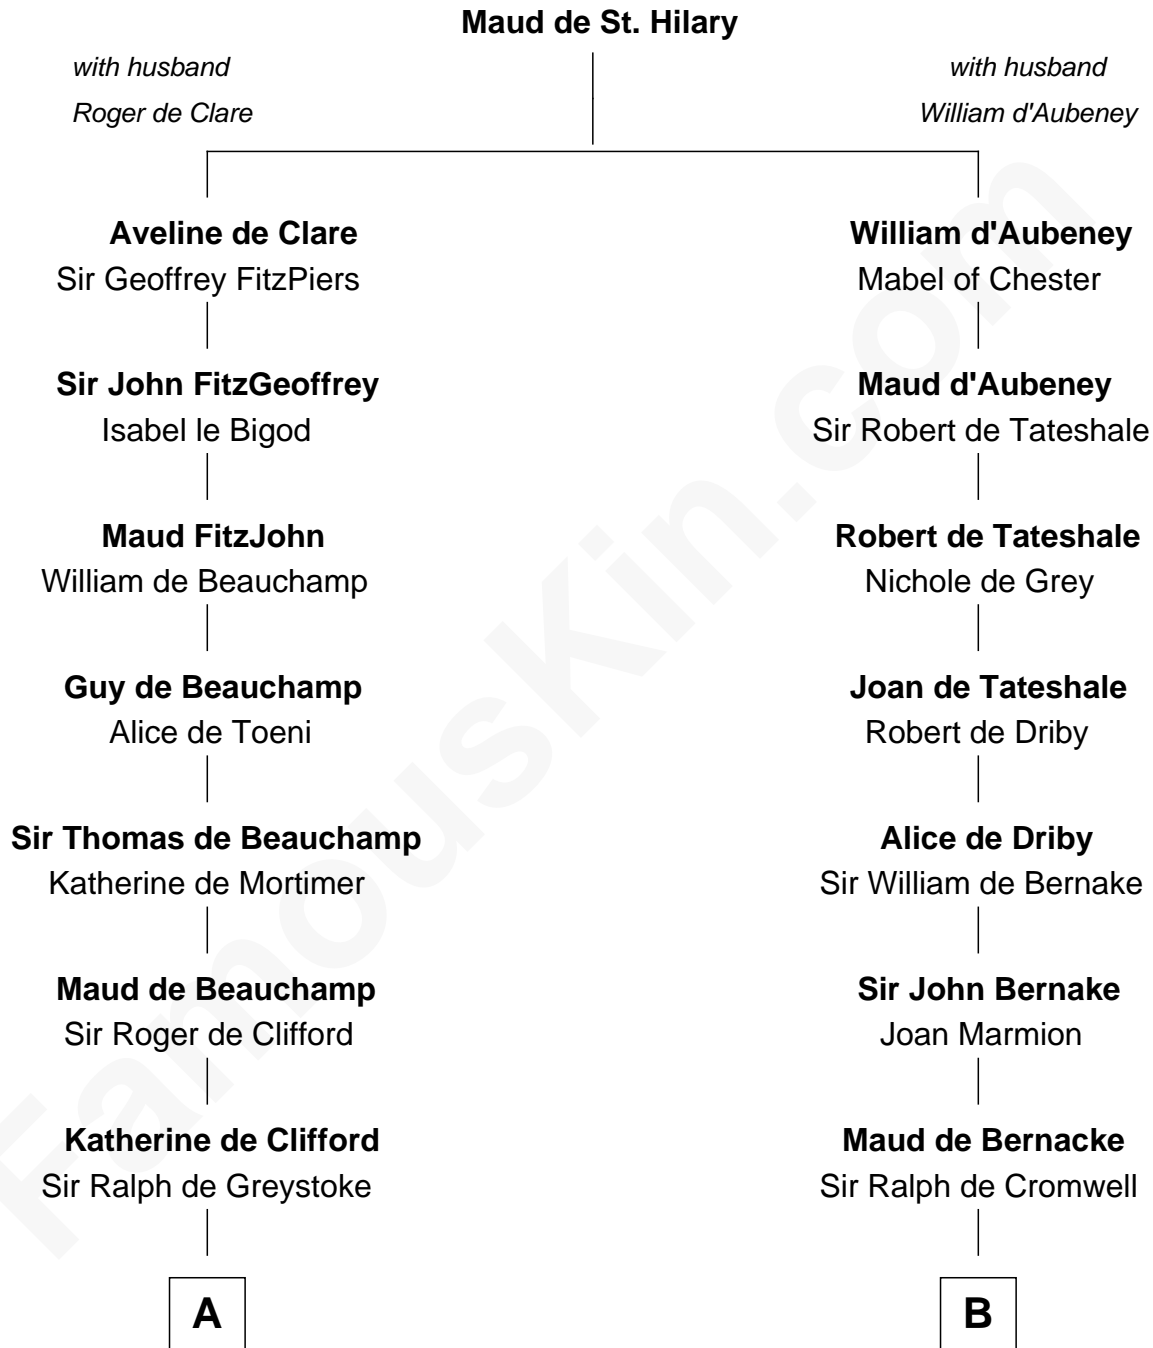 Maud de St. Hilary
with husband
Roger de Clare
with husband
William d'Aubeney
Aveline de Clare
Sir Geoffrey FitzPiers
William d'Aubeney
Mabel of Chester
Sir John FitzGeoffrey
Isabel le Bigod
Maud d'Aubeney
Sir Robert de Tateshale
Maud FitzJohn
William de Beauchamp
Robert de Tateshale
Nichole de Grey
Guy de Beauchamp
Alice de Toeni
Joan de Tateshale
Robert de Driby
Sir Thomas de Beauchamp
Katherine de Mortimer
Alice de Driby
Sir William de Bernake
Maud de Beauchamp
Sir Roger de Clifford
Sir John Bernake
Joan Marmion
Katherine de Clifford
Sir Ralph de Greystoke
Maud de Bernacke
Sir Ralph de Cromwell
A
B
FamousKin.com